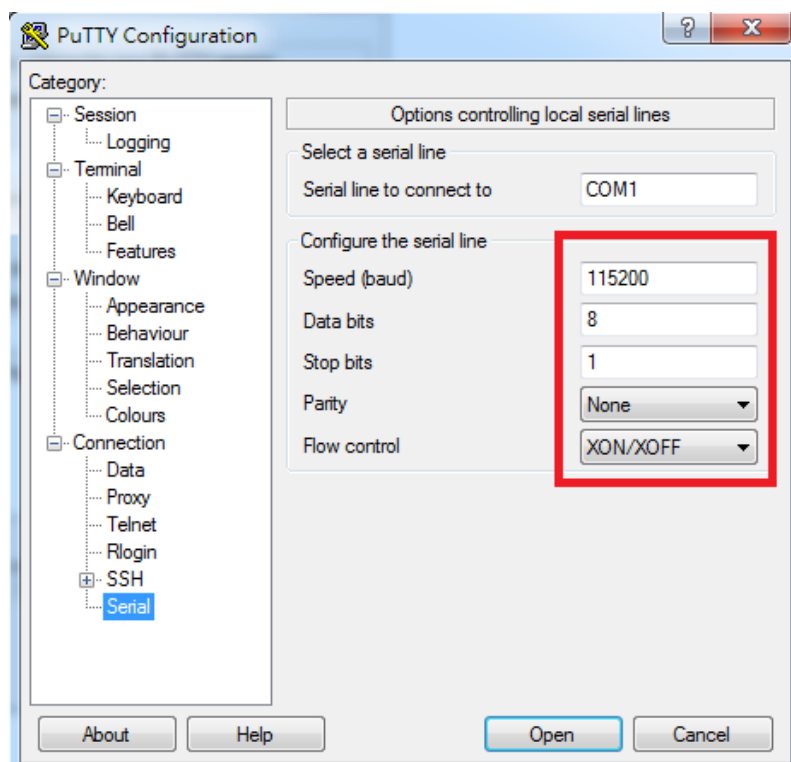 PuTTY Configuration
Category:
Session
Logging
Terminal
Keyboard
Bell
Features
Window
Appearance
Behaviour
Translation
Selection
Colours
Connection
Data
Proxy
Telnet
Rlogin
SSH
Serial
Options controlling local serial lines
Select a serial line
Serial line to connect to COM1
Configure the serial line
Speed (baud) 115200
Data bits 8
Stop bits 1
Parity None
Flow control XON/XOFF
About Help Open Cancel